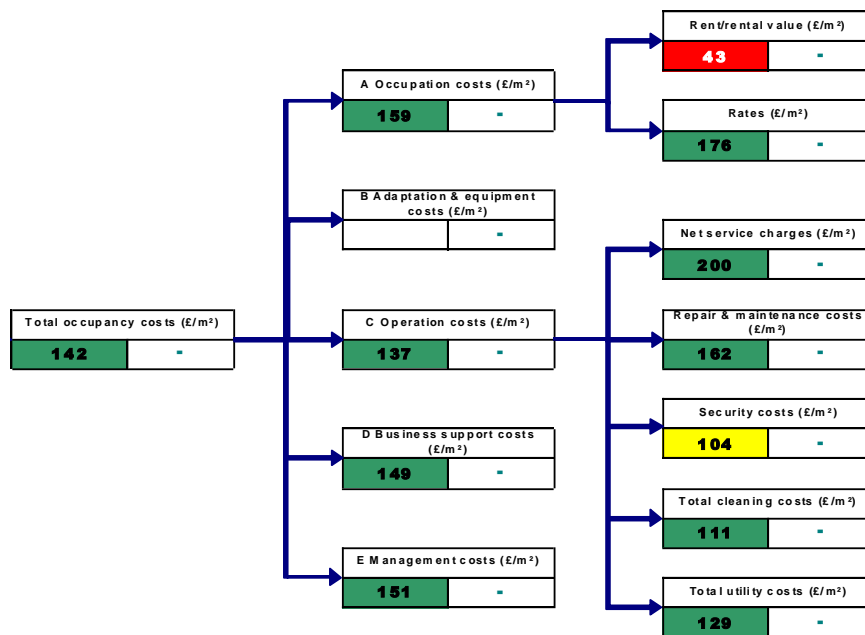 Rent/rental value (£/m²)
43 -
A Occupation costs (£/m²)
159 -
Rates (£/m²)
176 -
B Adaptation & equipment
costs (£/m²)
-
Net service charges (£/m²)
200 -
Total occupancy costs (£/m²)
142 -
C Operation costs (£/m²)
137 -
Repair & maintenance costs
(£/m²)
162 -
Security costs (£/m²)
104 -
D Business support costs
(£/m²)
149 -
Total cleaning costs (£/m²)
111 -
E Management costs (£/m²)
151 -
Total utility costs (£/m²)
129 -